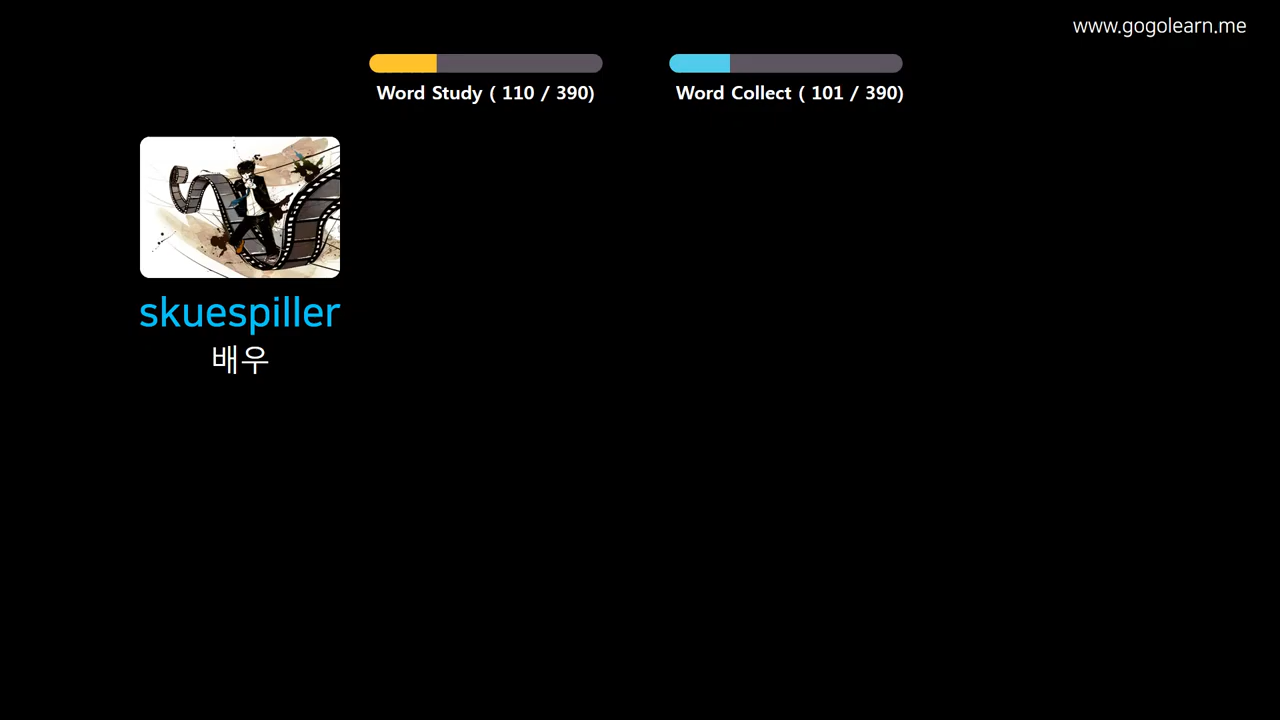 www.gogolearn.me
Word Study ( 110 / 390)
Word Collect ( 101 / 390)
skuespiller
배우